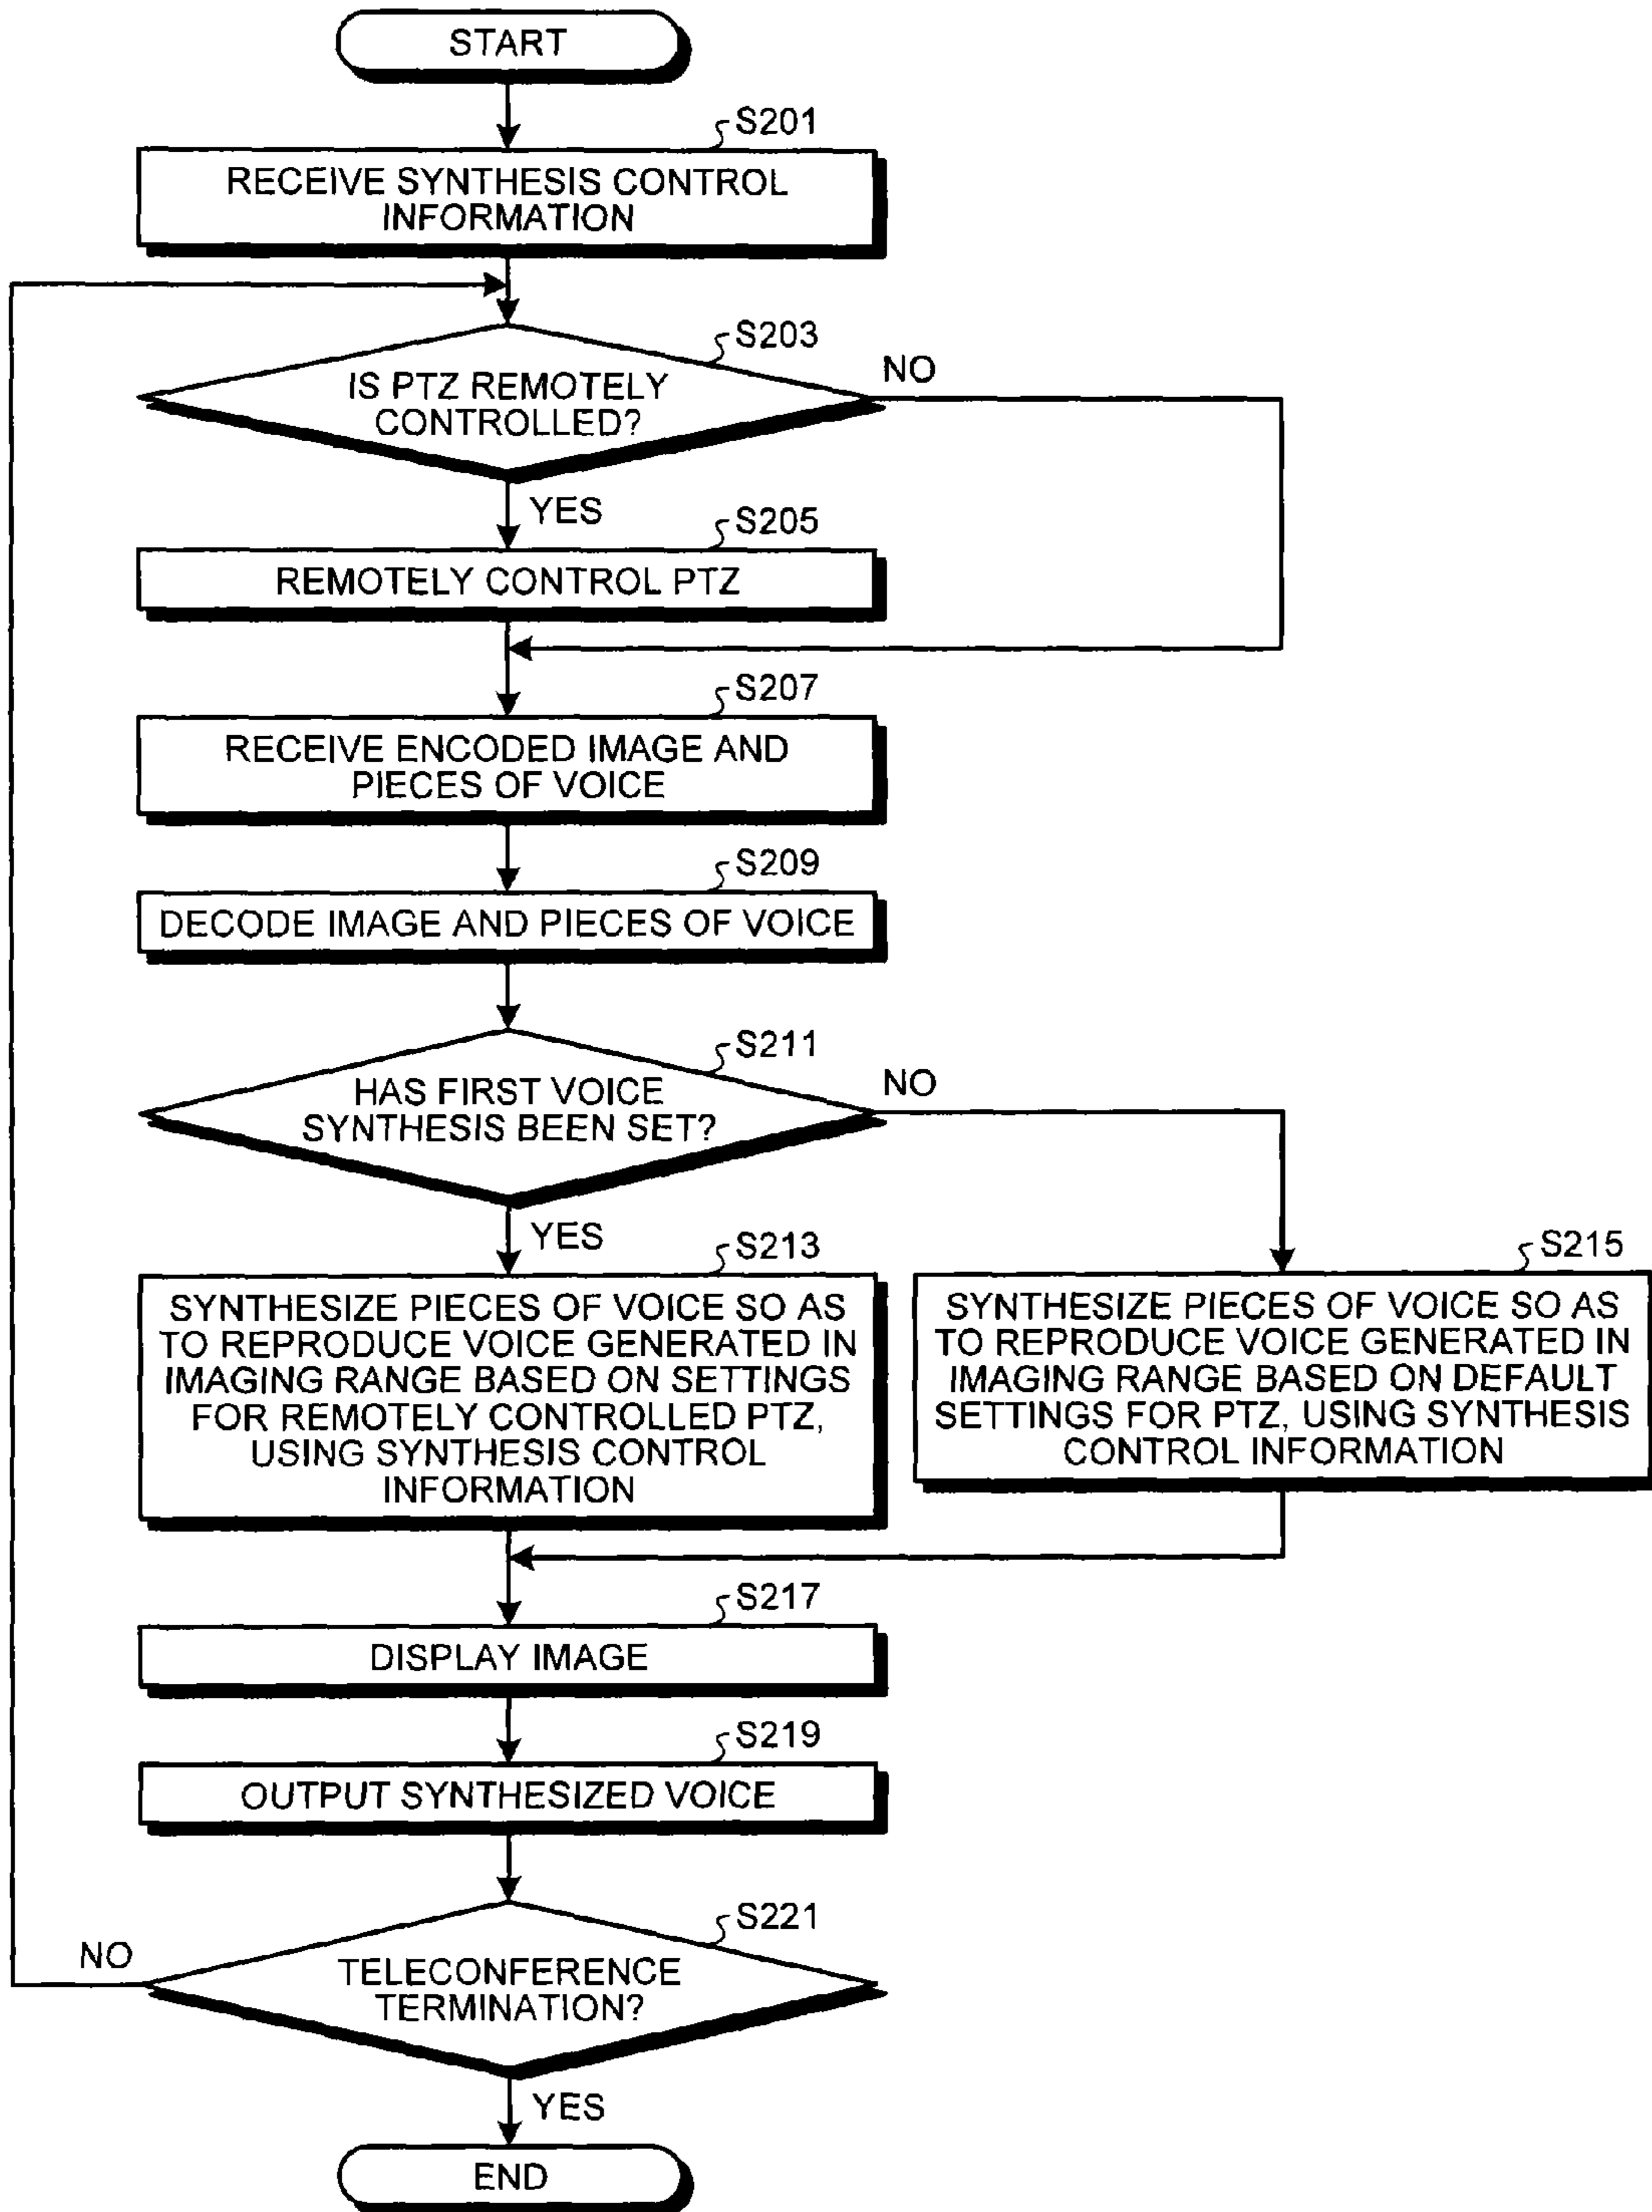 START
S201
RECEIVE SYNTHESIS CONTROL
INFORMATION
S203
IS PTZ REMOTELY
CONTROLLED?
NO
YES
S205
REMOTELY CONTROL PTZ
S207
RECEIVE ENCODED IMAGE AND
PIECES OF VOICE
S209
DECODE IMAGE AND PIECES OF VOICE
S211
HAS FIRST VOICE
SYNTHESIS BEEN SET?
NO
YES
S213
SYNTHESIZE PIECES OF VOICE SO AS
TO REPRODUCE VOICE GENERATED IN
IMAGING RANGE BASED ON SETTINGS
FOR REMOTELY CONTROLLED PTZ,
USING SYNTHESIS CONTROL
INFORMATION
S215
SYNTHESIZE PIECES OF VOICE SO AS
TO REPRODUCE VOICE GENERATED IN
IMAGING RANGE BASED ON DEFAULT
SETTINGS FOR PTZ, USING SYNTHESIS
CONTROL INFORMATION
S217
DISPLAY IMAGE
S219
OUTPUT SYNTHESIZED VOICE
S221
NO
TELECONFERENCE
TERMINATION?
YES
END